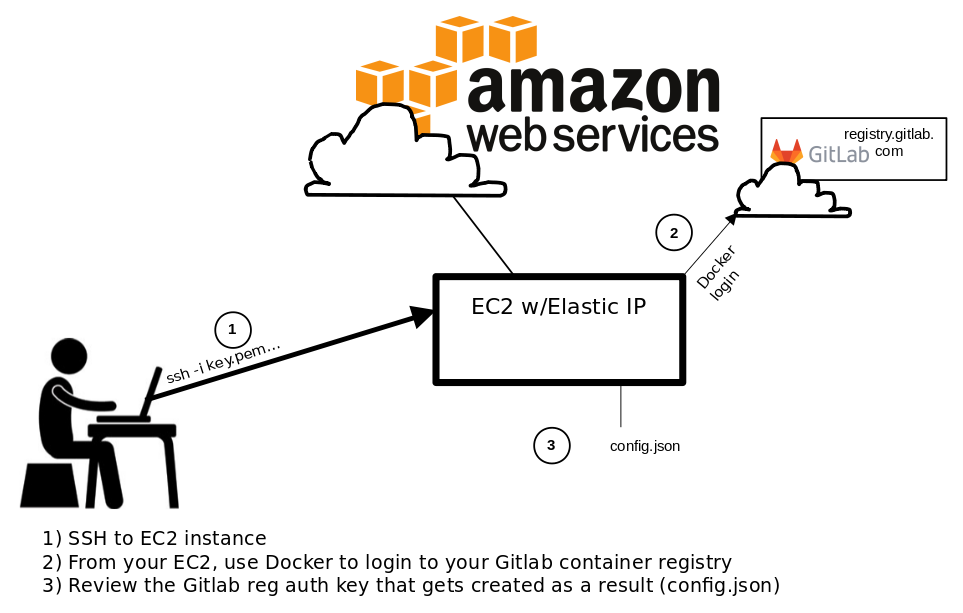 amazon
web services
registry.gitlab.
com
GitLab
2
Docker
login
EC2 w/Elastic IP
1
ssh -i key.pem...
3
config.json
1) SSH to EC2 instance
2) From your EC2, use Docker to login to your Gitlab container registry
3) Review the Gitlab reg auth key that gets created as a result (config.json)